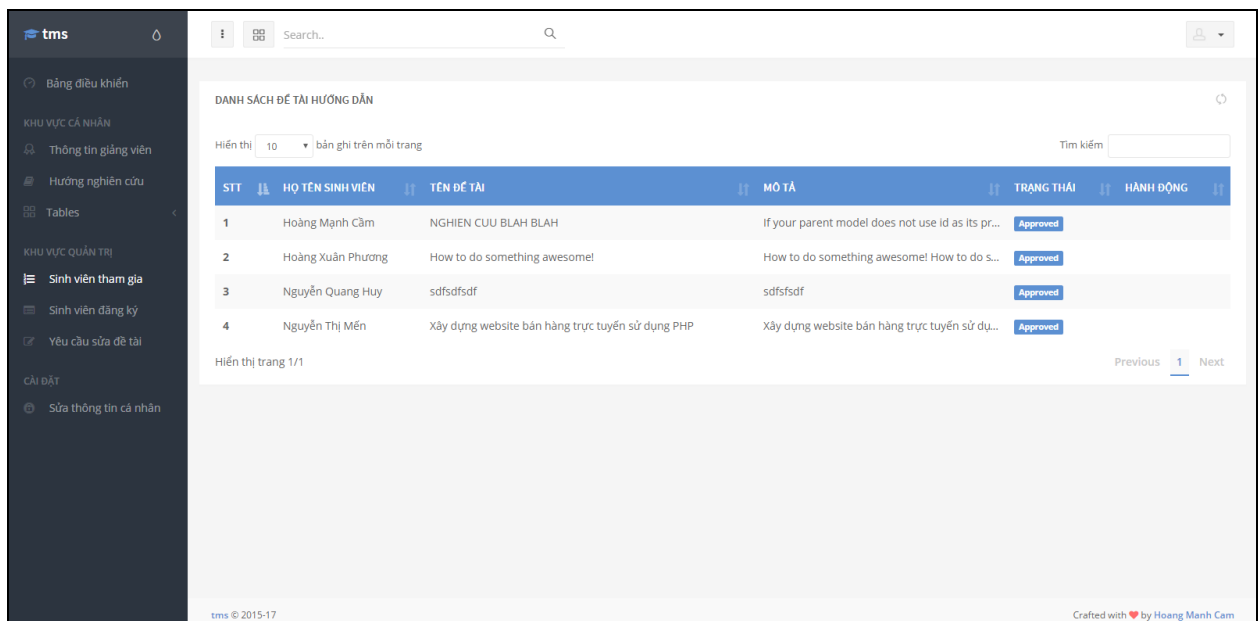 tms
Search..
Bảng điều khiển
KHU VỰC CÁ NHÂN
Thông tin giảng viên
Hướng nghiên cứu
Tables
KHU VỰC QUẢN TRỊ
Sinh viên tham gia
Sinh viên đăng ký
Yêu cầu sửa đề tài
CÀI ĐẶT
Sửa thông tin cá nhân
DANH SÁCH ĐỀ TÀI HƯỚNG DẪN
Hiển thị 10 bản ghi trên mỗi trang Tìm kiếm
STT HỌ TÊN SINH VIÊN TÊN ĐỀ TÀI MÔ TẢ TRẠNG THÁI HÀNH ĐỘNG
1 Hoàng Mạnh Cầm NGHIEN CUU BLAH BLAH If your parent model does not use id as its pr... Approved
2 Hoàng Xuân Phương How to do something awesome! How to do something awesome! How to do s... Approved
3 Nguyễn Quang Huy sdfsdfsdf sdfsfsdf Approved
4 Nguyễn Thị Mến Xây dựng website bán hàng trực tuyến sử dụng PHP Xây dựng website bán hàng trực tuyến sử dụ... Approved
Hiển thị trang 1/1 Previous 1 Next
tms © 2015-17 Crafted with ❤ by Hoang Manh Cam